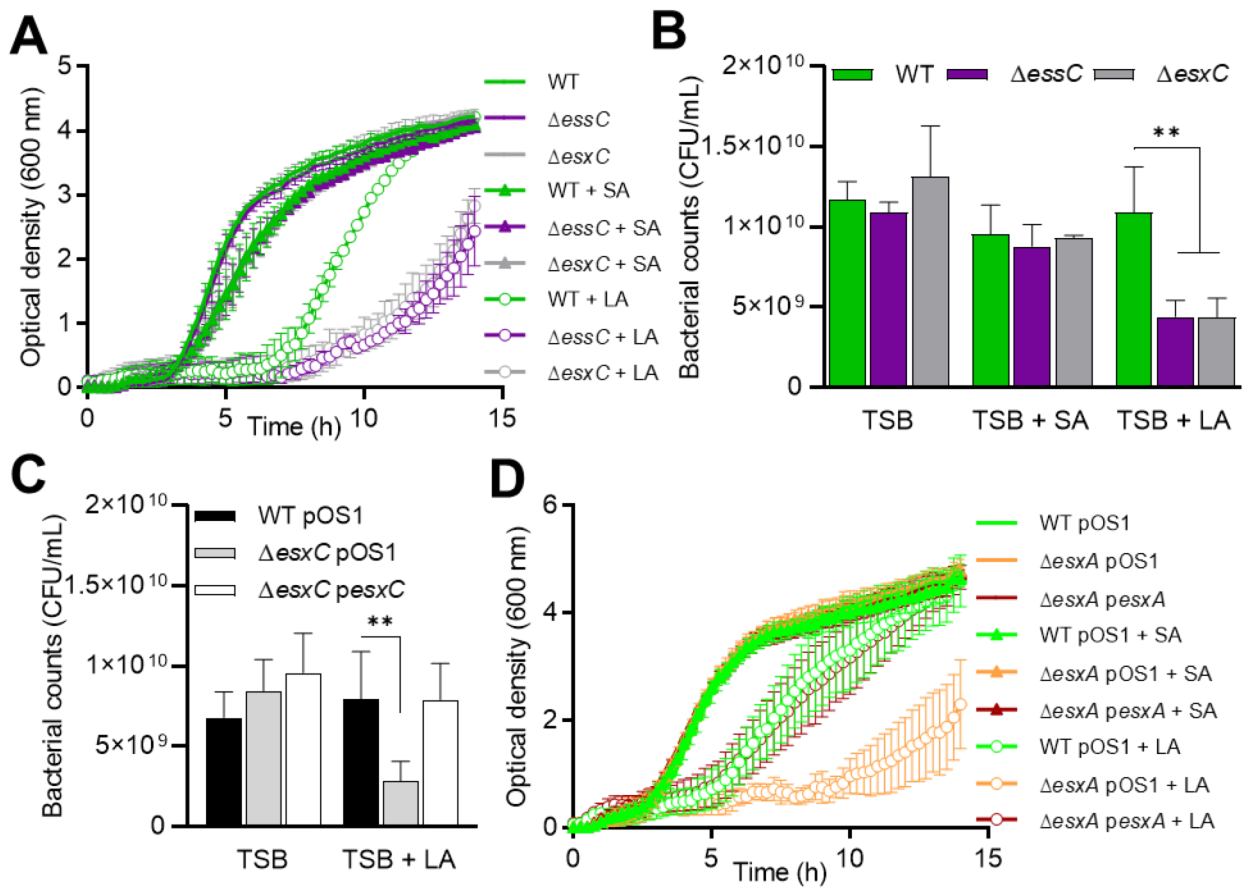 A
Optical density (600 nm)
5
4
3
2
1
0
0
5
10
15
Time (h)
WT
ΔessC
ΔesxC
WT + SA
ΔessC + SA
ΔesxC + SA
WT + LA
ΔessC + LA
ΔesxC + LA
B
Bacterial counts (CFU/mL)
2×10¹⁰
1.5×10¹⁰
1×10¹⁰
5×10⁹
0
WT
ΔessC
ΔesxC
**
TSB
TSB + SA
TSB + LA
C
Bacterial counts (CFU/mL)
2×10¹⁰
1.5×10¹⁰
1×10¹⁰
5×10⁹
0
WT pOS1
ΔesxC pOS1
ΔesxC pesxC
**
TSB
TSB + LA
D
Optical density (600 nm)
6
4
2
0
0
5
10
15
Time (h)
WT pOS1
ΔesxA pOS1
ΔesxA pesxA
WT pOS1 + SA
ΔesxA pOS1 + SA
ΔesxA pesxA + SA
WT pOS1 + LA
ΔesxA pOS1 + LA
ΔesxA pesxA + LA